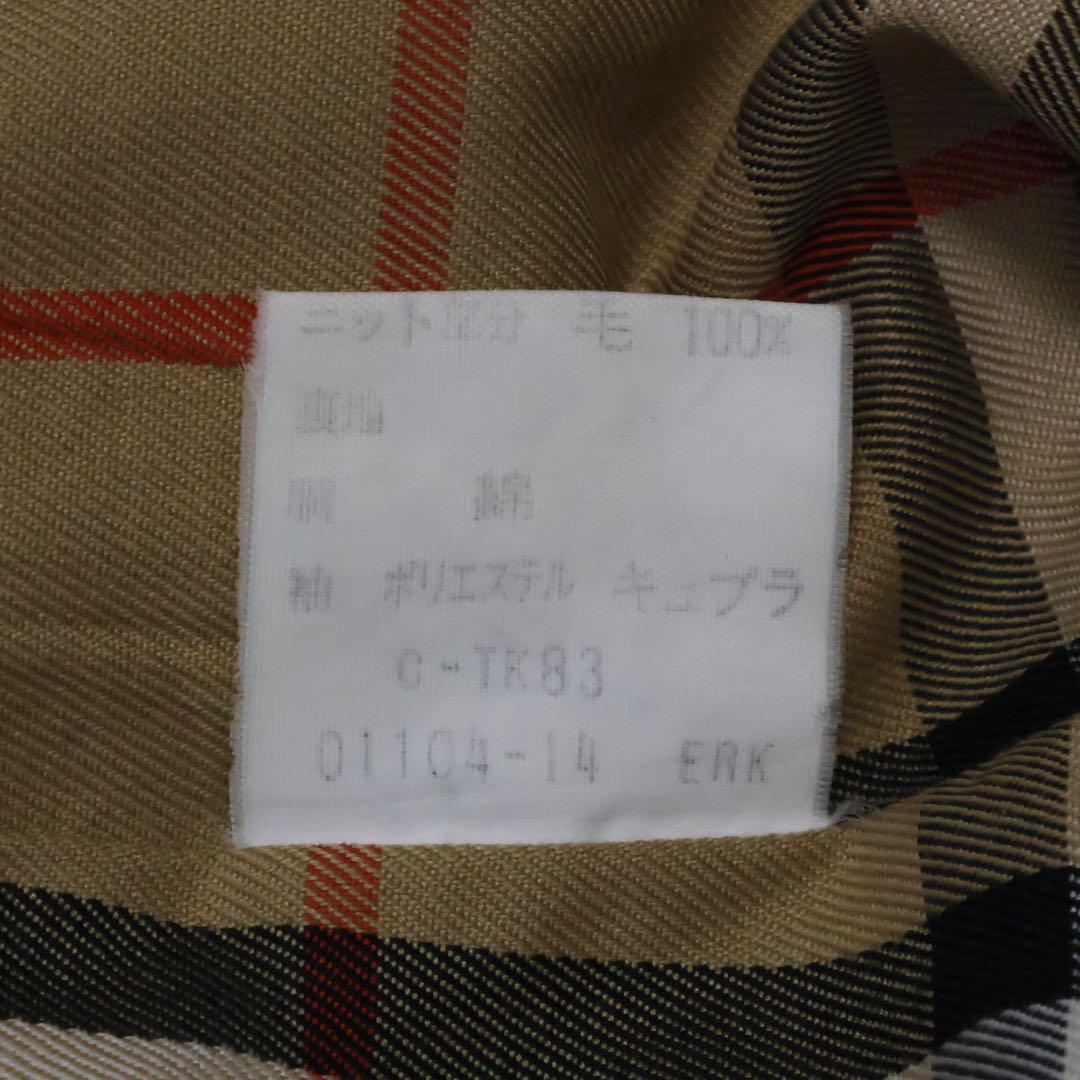 ニット部分 毛 100%
裏地
胴 綿
袖 ポリエステル キュプラ
C-TK83
01104-14 ERK